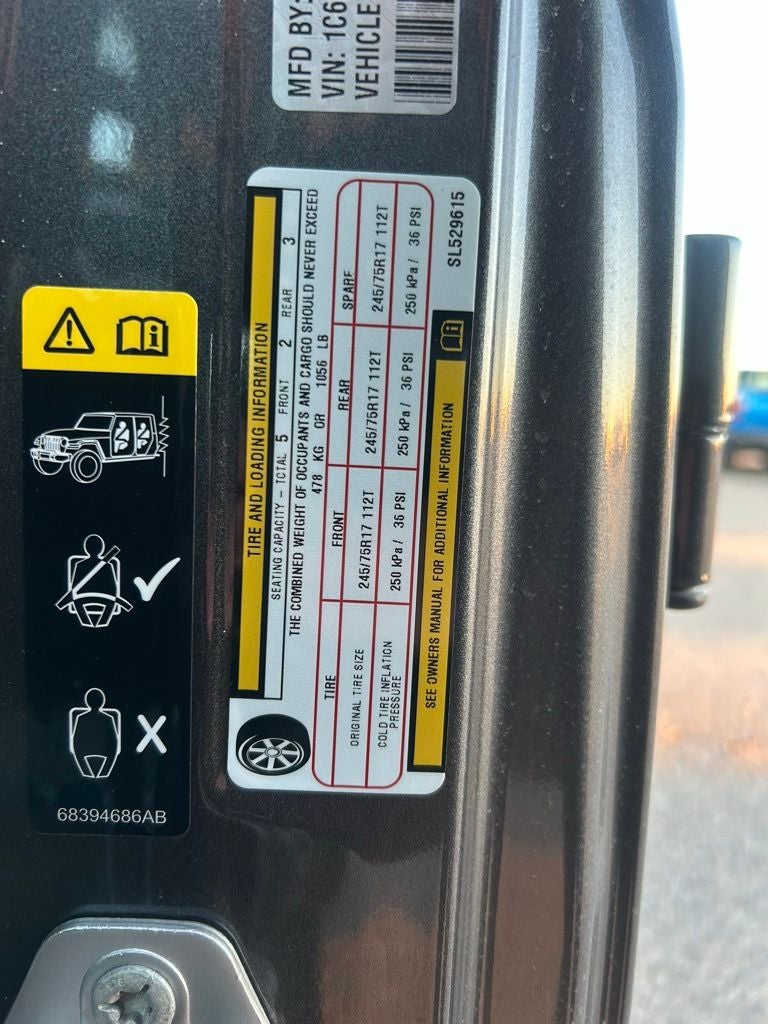 MFD BY:
VIN: 1C6
VEHICLE
TIRE AND LOADING INFORMATION
SEATING CAPACITY – TOTAL 5 FRONT 2 REAR 3
THE COMBINED WEIGHT OF OCCUPANTS AND CARGO SHOULD NEVER EXCEED
478 KG OR 1056 LB
TIRE FRONT REAR SPARE
ORIGINAL TIRE SIZE 245/75R17 112T 245/75R17 112T 245/75R17 112T
COLD TIRE INFLATION
PRESSURE 250 kPa/ 36 PSI 250 kPa/ 36 PSI 250 kPa/ 36 PSI
SEE OWNERS MANUAL FOR ADDITIONAL INFORMATION
SL529615
68394686AB